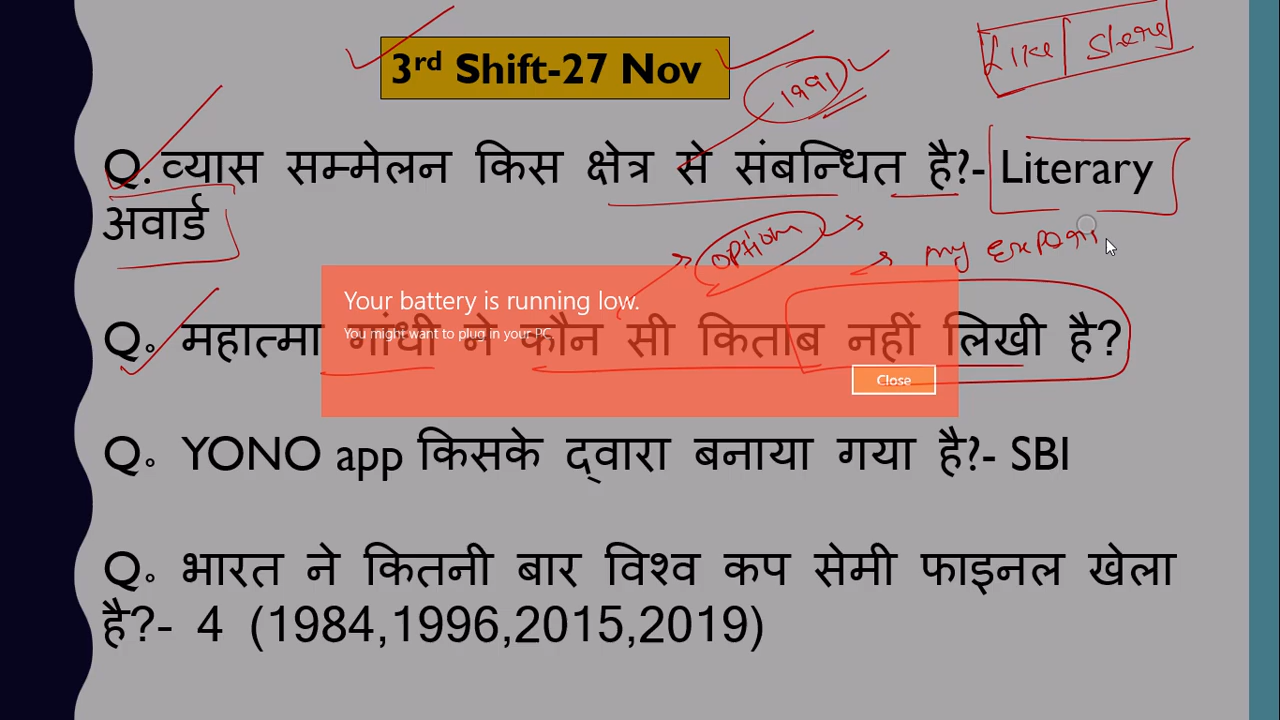 3rd Shift-27 Nov
Like | Share
1991
Q. व्यास सम्मेलन किस क्षेत्र से संबन्धित है?- Literary
अवार्ड
option
my
Your battery is running low.
You might want to plug in your PC.
Q. महात्मा गांधी ने कौन सी किताब नहीं लिखी है?
Close
Q. YONO app किसके द्वारा बनाया गया है?- SBI
Q. भारत ने कितनी बार विश्व कप सेमी फाइनल खेला
है?- 4 (1984,1996,2015,2019)